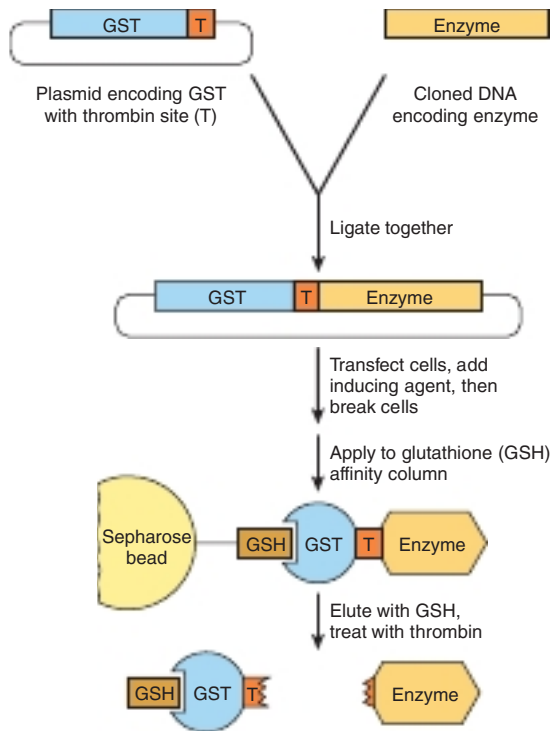 GST T
Enzyme
Plasmid encoding GST
with thrombin site (T)
Cloned DNA
encoding enzyme
Ligate together
GST T Enzyme
Transfect cells, add
inducing agent, then
break cells
Apply to glutathione (GSH)
affinity column
Sepharose
bead
GSH GST T Enzyme
Elute with GSH,
treat with thrombin
GSH GST T
Enzyme